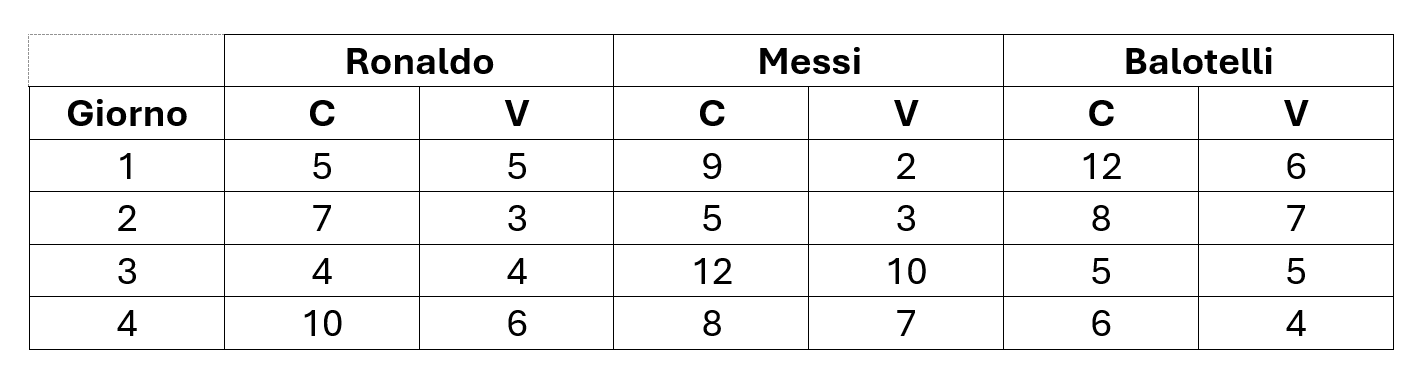 Ronaldo Messi Balotelli
Giorno C V C V C V
1 5 5 9 2 12 6
2 7 3 5 3 8 7
3 4 4 12 10 5 5
4 10 6 8 7 6 4